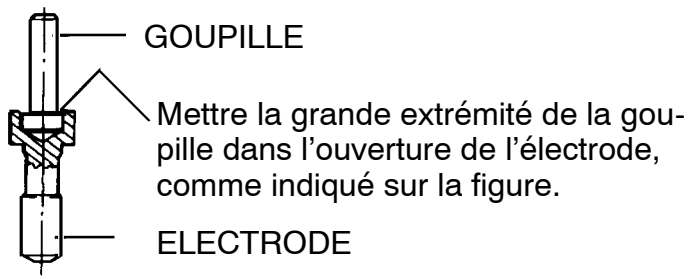 GOUPILLE
Mettre la grande extrémité de la gou-
pille dans l'ouverture de l'électrode,
comme indiqué sur la figure.
ELECTRODE